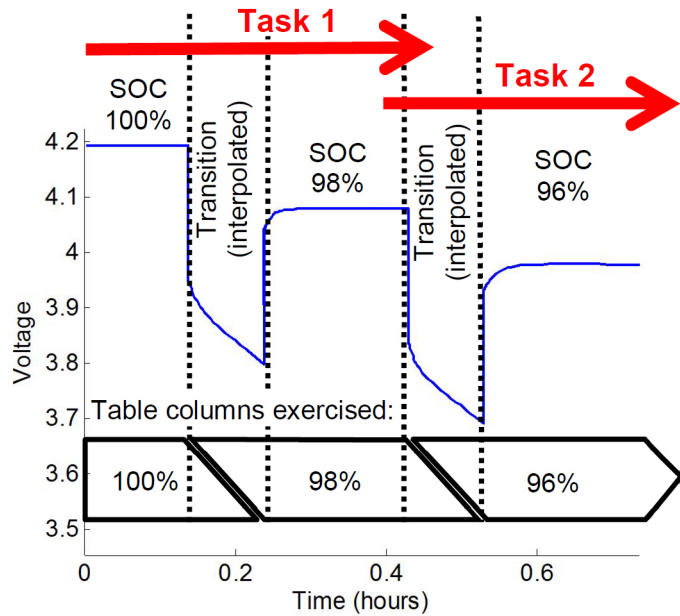 Task 1
Task 2
SOC
100%
Transition
(interpolated)
SOC
98%
Transition
(interpolated)
SOC
96%
Voltage
4.2
4.1
4
3.9
3.8
3.7
3.6
3.5
Table columns exercised:
100%
98%
96%
0
0.2
0.4
0.6
Time (hours)